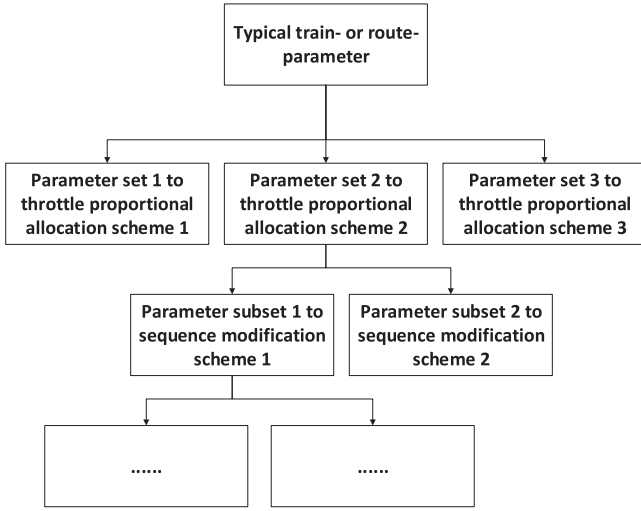 Typical train- or route-
parameter
Parameter set 1 to
throttle proportional
allocation scheme 1
Parameter set 2 to
throttle proportional
allocation scheme 2
Parameter set 3 to
throttle proportional
allocation scheme 3
Parameter subset 1 to
sequence modification
scheme 1
Parameter subset 2 to
sequence modification
scheme 2
......
......